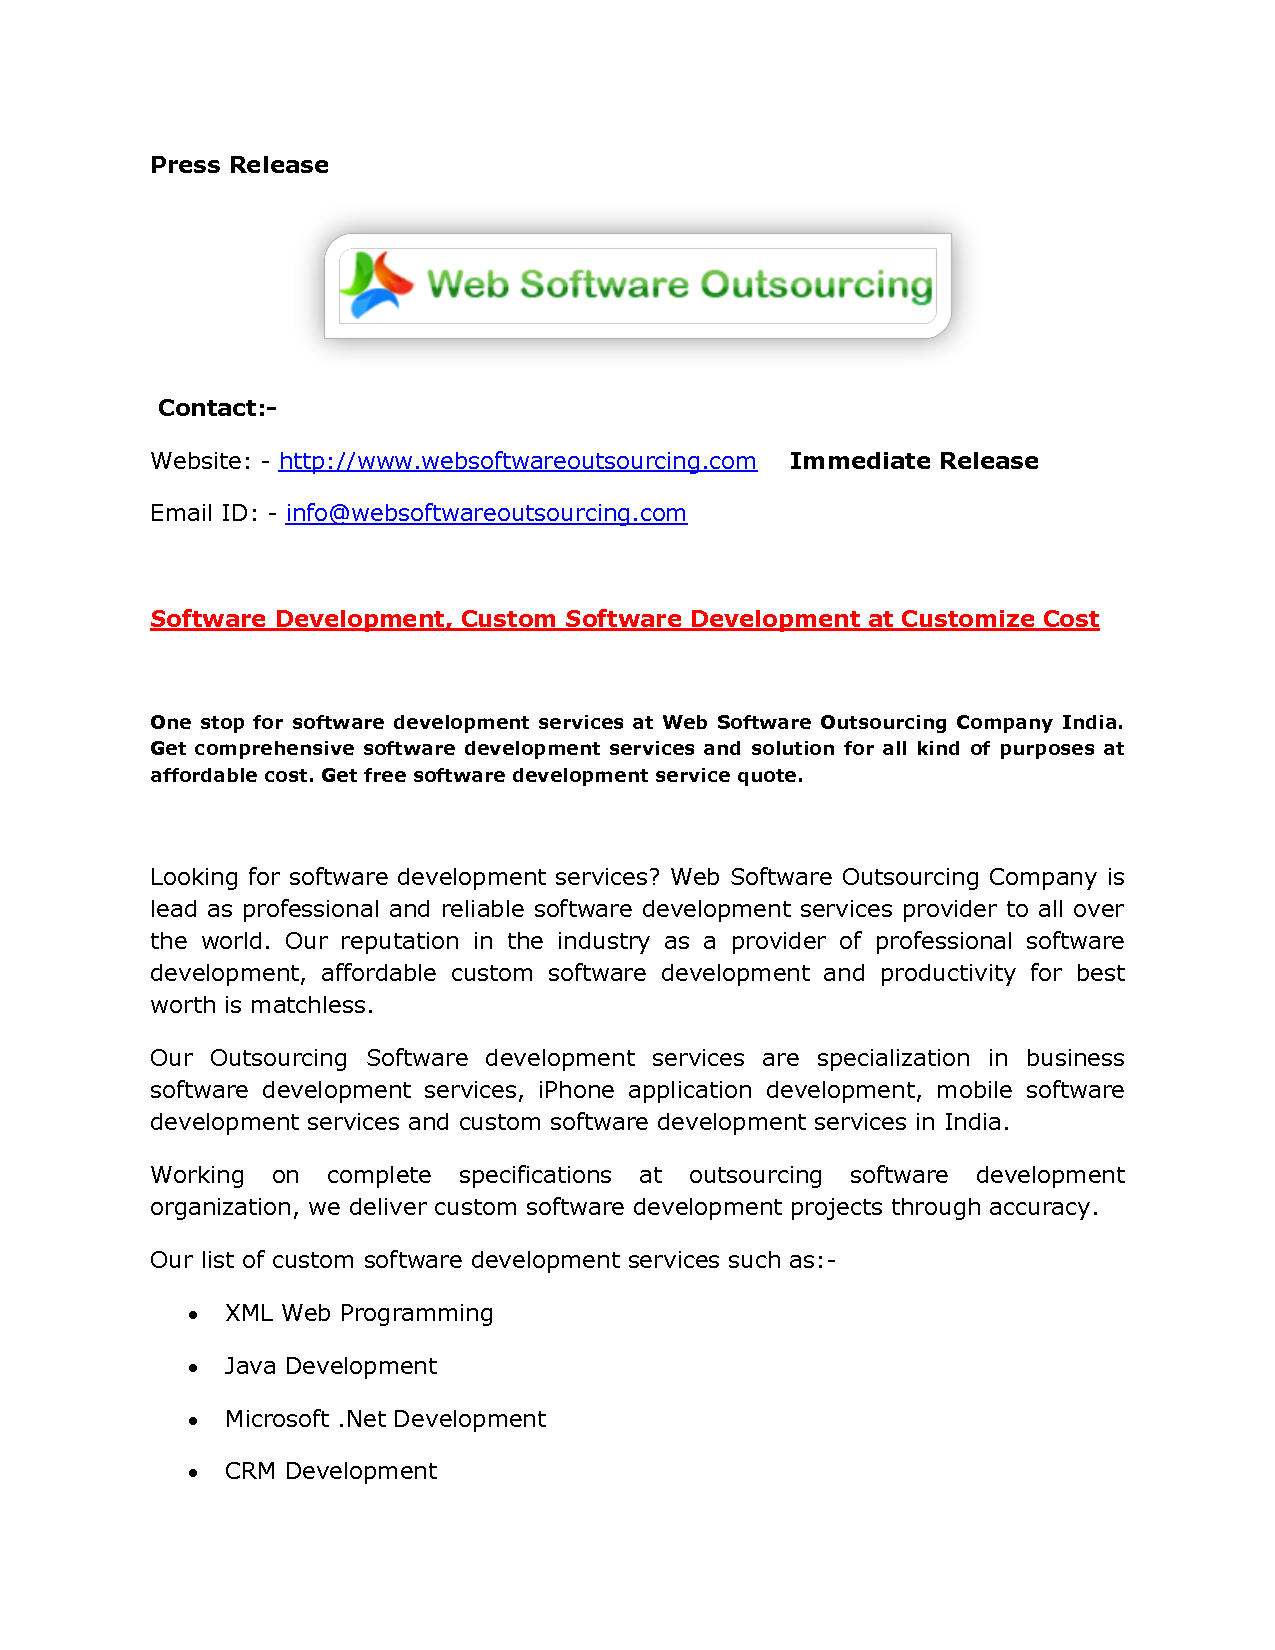 Press Release
Web Software Outsourcing
Contact:-
Website: - http://www.websoftwareoutsourcing.com Immediate Release
Email ID: - info@websoftwareoutsourcing.com
Software Development, Custom Software Development at Customize Cost
One stop for software development services at Web Software Outsourcing Company India.
Get comprehensive software development services and solution for all kind of purposes at
affordable cost. Get free software development service quote.
Looking for software development services? Web Software Outsourcing Company is
lead as professional and reliable software development services provider to all over
the world. Our reputation in the industry as a provider of professional software
development, affordable custom software development and productivity for best
worth is matchless.
Our Outsourcing Software development services are specialization in business
software development services, iPhone application development, mobile software
development services and custom software development services in India.
Working on complete specifications at outsourcing software development
organization, we deliver custom software development projects through accuracy.
Our list of custom software development services such as:-
• XML Web Programming
• Java Development
• Microsoft .Net Development
• CRM Development